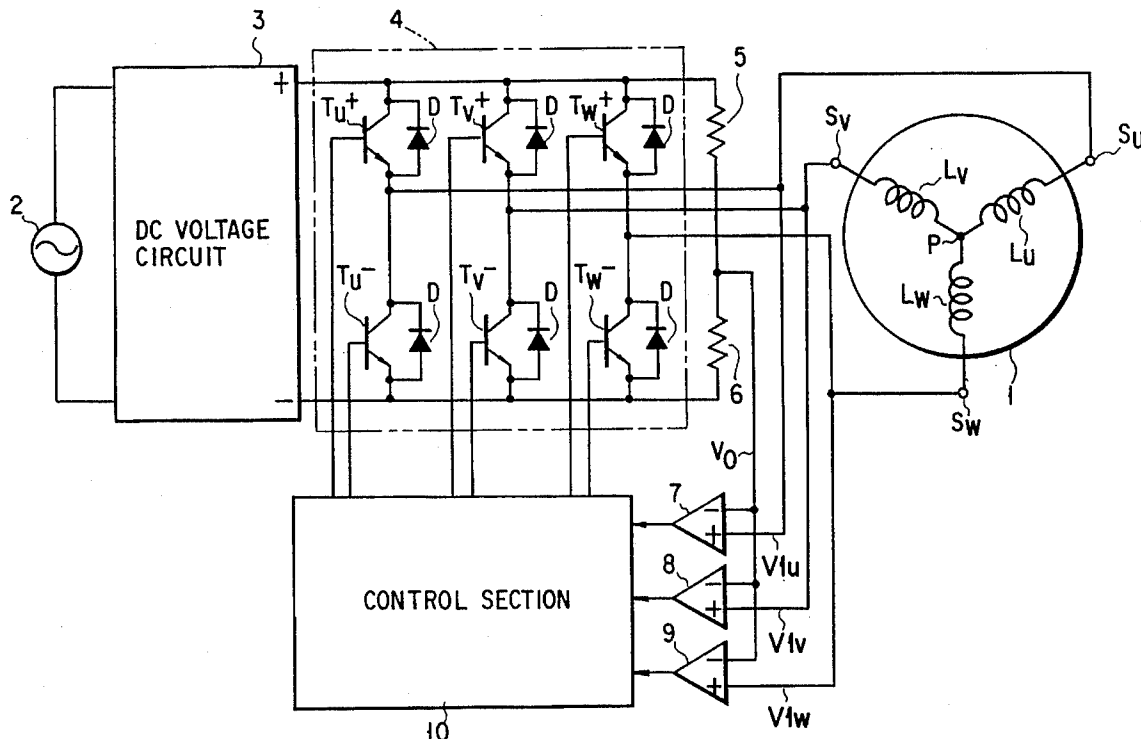 3
4
5
+
Tu+
D
Tv+
D
Tw+
D
Sv
Su
Lv
2
DC VOLTAGE
CIRCUIT
P
Lu
Tu-
D
Tv-
D
Tw-
D
Lw
6
1
-
Sw
V0
7
-
+
V1u
8
-
+
V1v
CONTROL SECTION
9
-
+
V1w
10